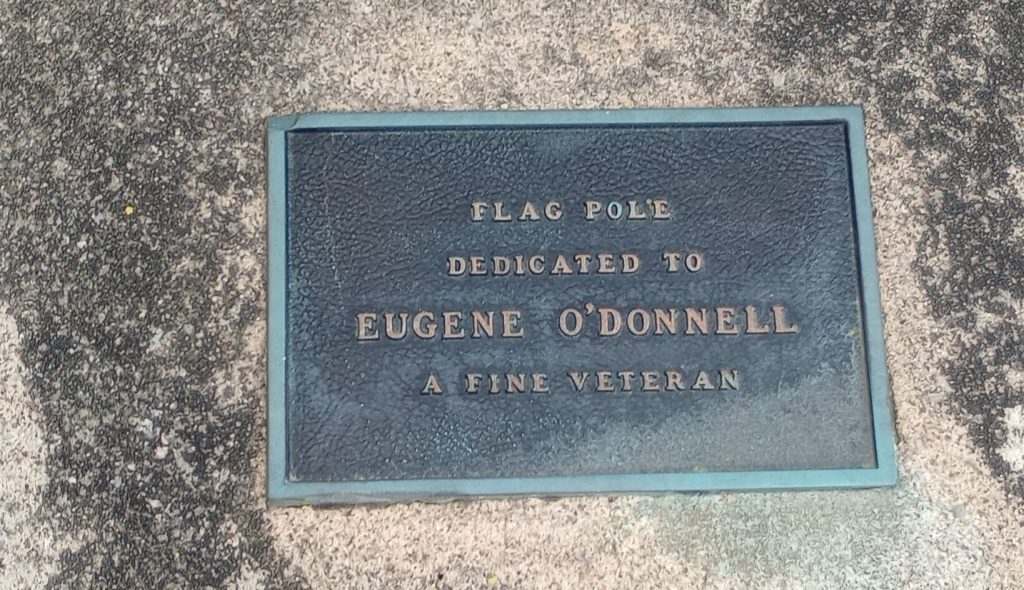 FLAG POLE
DEDICATED TO
EUGENE O'DONNELL
A FINE VETERAN